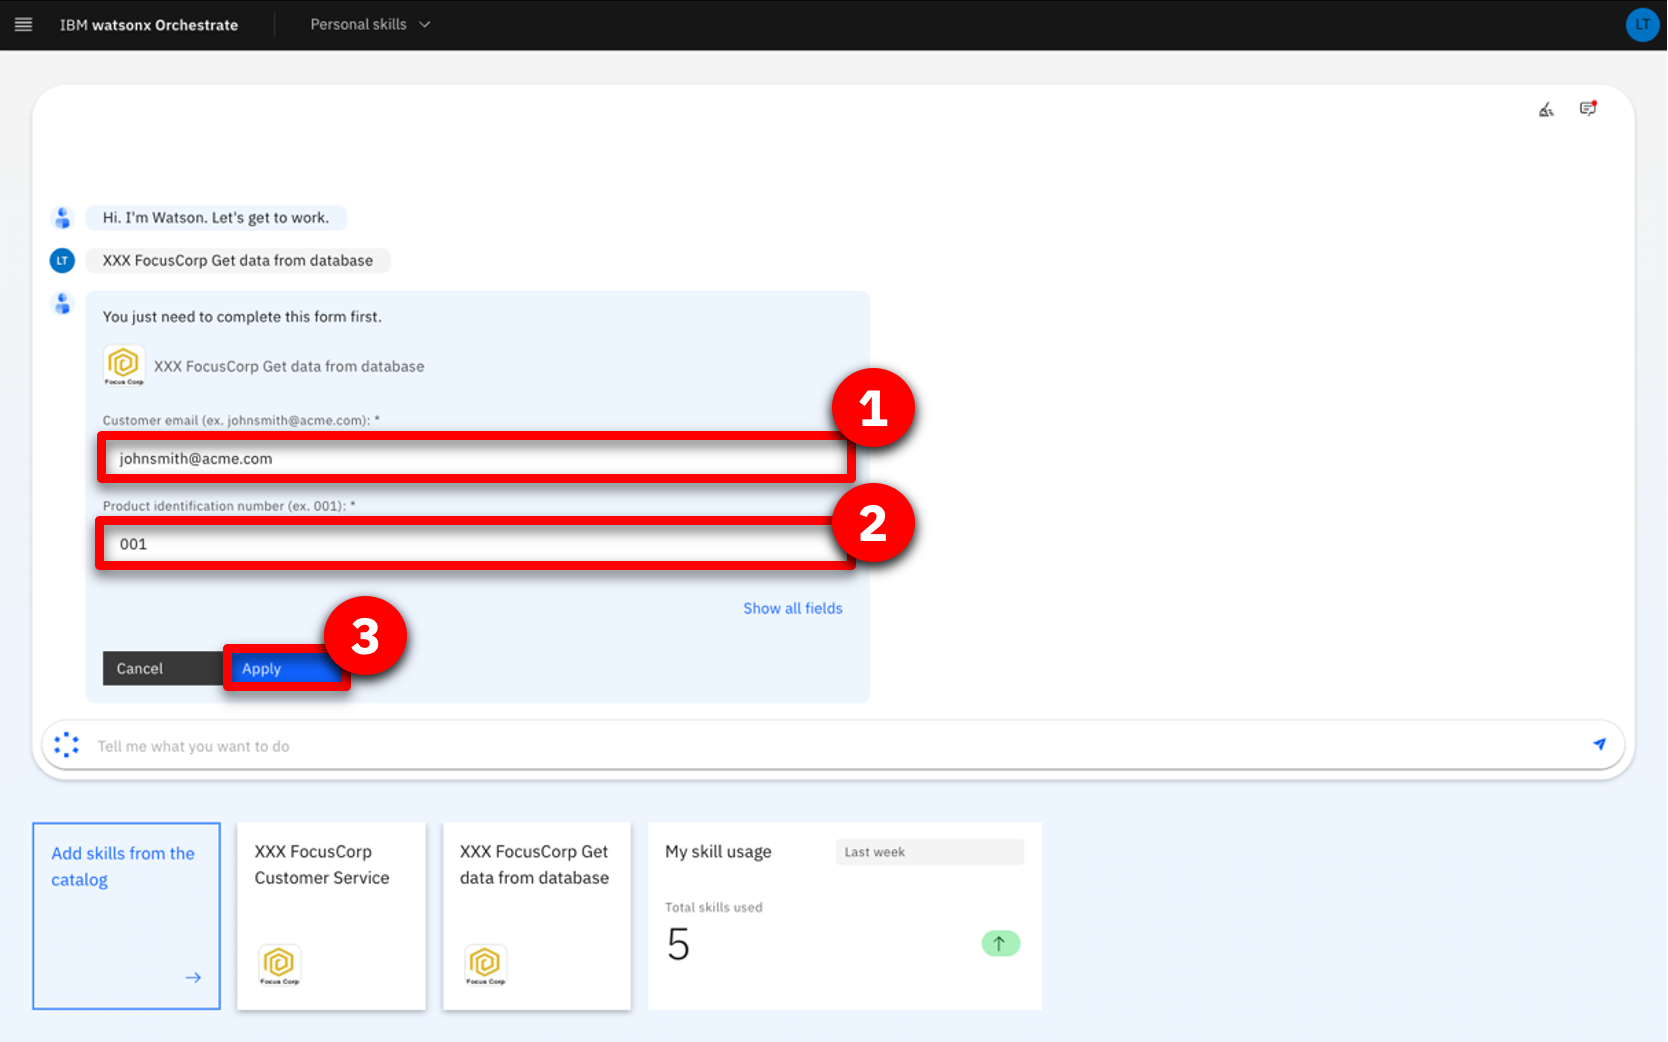 IBM watsonx Orchestrate
Personal skills
LT
Hi. I'm Watson. Let's get to work.
LT
XXX FocusCorp Get data from database
You just need to complete this form first.
Focus Corp
XXX FocusCorp Get data from database
Customer email (ex. johnsmith@acme.com): *
1
johnsmith@acme.com
Product identification number (ex. 001): *
2
001
Show all fields
3
Cancel
Apply
Tell me what you want to do
Add skills from the
catalog
XXX FocusCorp
Customer Service
Focus Corp
XXX FocusCorp Get
data from database
Focus Corp
My skill usage
Last week
Total skills used
5